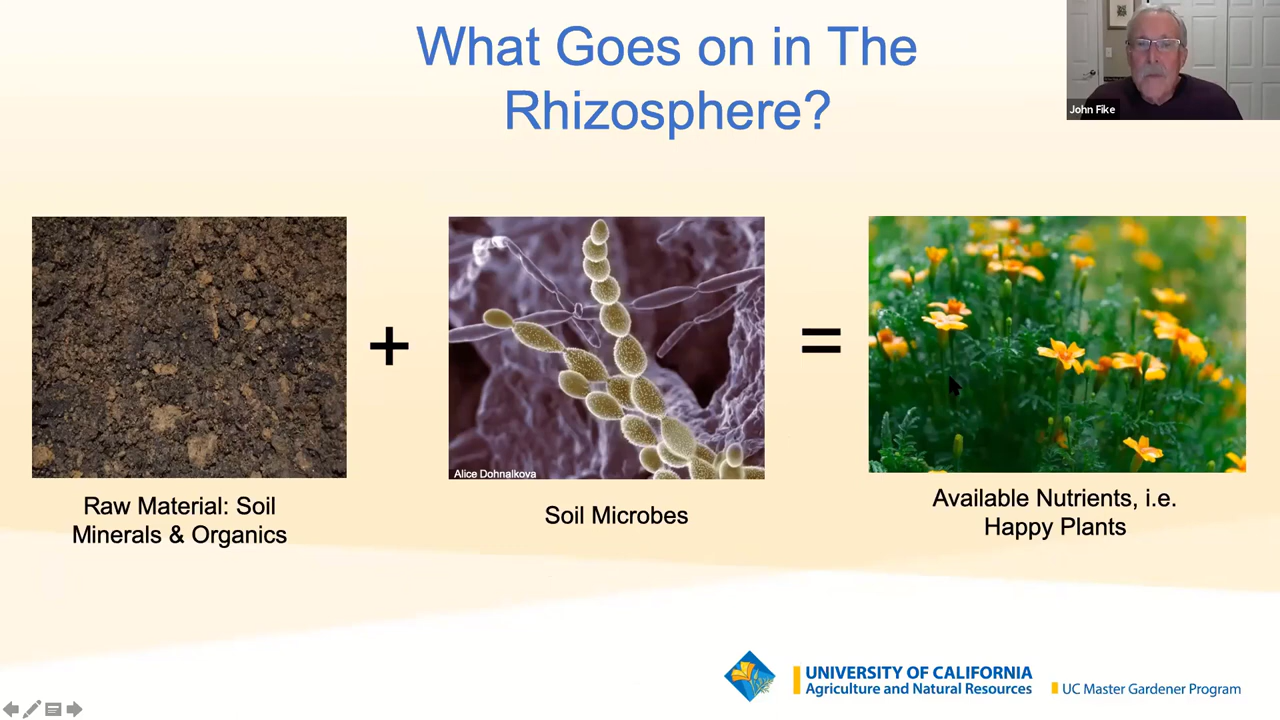 What Goes on in The
Rhizosphere?
John Fike
+
=
Alice Dohnalkova
Raw Material: Soil
Minerals & Organics
Soil Microbes
Available Nutrients, i.e.
Happy Plants
UNIVERSITY OF CALIFORNIA
Agriculture and Natural Resources
UC Master Gardener Program